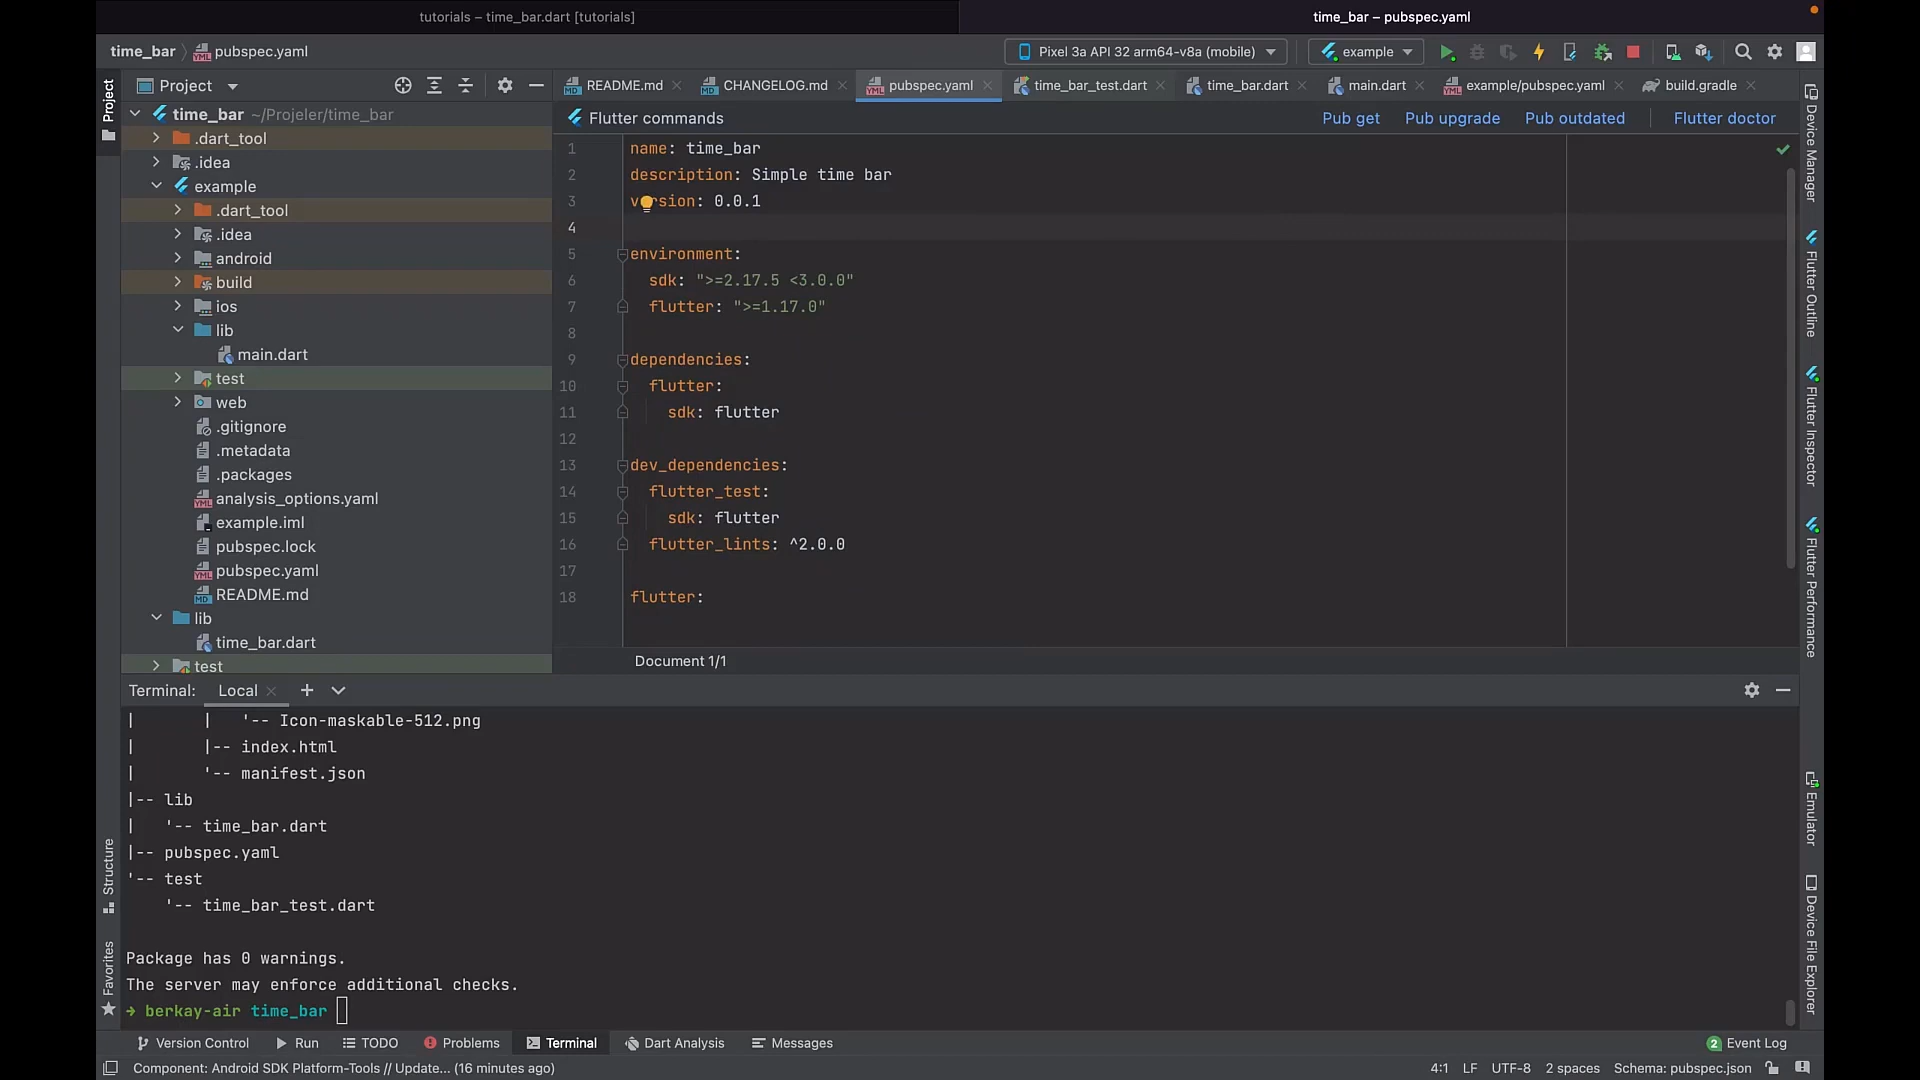 tutorials – time_bar.dart [tutorials]
time_bar – pubspec.yaml
time_bar
pubspec.yaml
Pixel 3a API 32 arm64-v8a (mobile)
example
Project
README.md
CHANGELOG.md
pubspec.yaml
time_bar_test.dart
time_bar.dart
main.dart
example/pubspec.yaml
build.gradle
Project
time_bar ~/Projeler/time_bar
.dart_tool
.idea
example
.dart_tool
.idea
android
build
ios
lib
main.dart
test
web
.gitignore
.metadata
.packages
analysis_options.yaml
example.iml
pubspec.lock
pubspec.yaml
README.md
lib
time_bar.dart
test
Flutter commands
Pub get
Pub upgrade
Pub outdated
Flutter doctor
1 name: time_bar
2 description: Simple time bar
3 version: 0.0.1
4
5 environment:
6 sdk: ">=2.17.5 <3.0.0"
7 flutter: ">=1.17.0"
8
9 dependencies:
10 flutter:
11 sdk: flutter
12
13 dev_dependencies:
14 flutter_test:
15 sdk: flutter
16 flutter_lints: ^2.0.0
17
18 flutter:
Document 1/1
Device Manager
Flutter Outline
Flutter Inspector
Flutter Performance
Emulator
Device File Explorer
Terminal:
Local
| | '-- Icon-maskable-512.png
| |-- index.html
| '-- manifest.json
|-- lib
| '-- time_bar.dart
|-- pubspec.yaml
'-- test
'-- time_bar_test.dart
Package has 0 warnings.
The server may enforce additional checks.
→ berkay-air time_bar
Structure
Favorites
Version Control
Run
TODO
Problems
Terminal
Dart Analysis
Messages
2 Event Log
Component: Android SDK Platform-Tools // Update... (16 minutes ago)
4:1
LF
UTF-8
2 spaces
Schema: pubspec.json